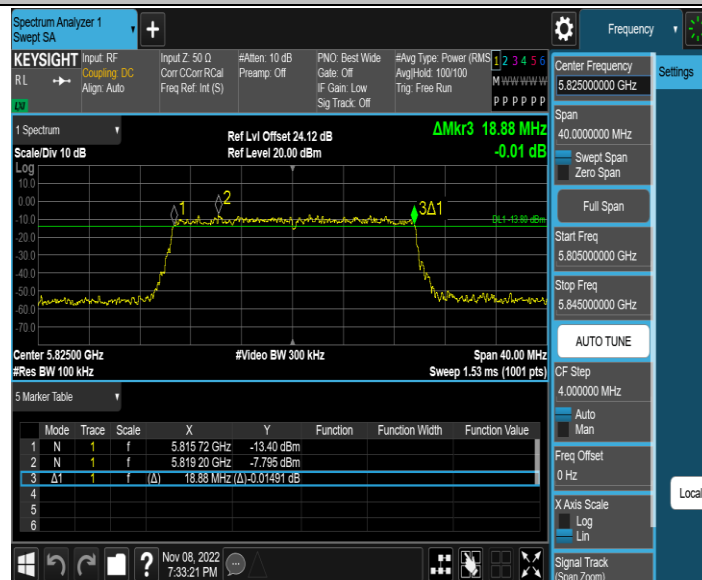 Spectrum Analyzer 1
Swept SA
+
Frequency
KEYSIGHT
RL
LXI
Input: RF
Coupling: DC
Align: Auto
Input Z: 50 Ω
Corr CCorr RCal
Freq Ref: Int (S)
#Atten: 10 dB
Preamp: Off
PNO: Best Wide
Gate: Off
IF Gain: Low
Sig Track: Off
#Avg Type: Power (RMS
Avg|Hold: 100/100
Trig: Free Run
1 2 3 4 5 6
M W W W W W
P P P P P P
1 Spectrum
Scale/Div 10 dB
Ref Lvl Offset 24.12 dB
Ref Level 20.00 dBm
ΔMkr3 18.88 MHz
-0.01 dB
Log
10.0
0.00
-10.0
-20.0
-30.0
-40.0
-50.0
-60.0
-70.0
1
2
3Δ1
DL1 -13.80 dBm
Center 5.82500 GHz
#Res BW 100 kHz
#Video BW 300 kHz
Span 40.00 MHz
Sweep 1.53 ms (1001 pts)
5 Marker Table
Mode Trace Scale X Y Function Function Width Function Value
1 N 1 f 5.815 72 GHz -13.40 dBm
2 N 1 f 5.819 20 GHz -7.795 dBm
3 Δ1 1 f (Δ) 18.88 MHz (Δ) -0.01491 dB
4
5
6
?
Nov 08, 2022
7:33:21 PM
Center Frequency
5.825000000 GHz
Settings
Span
40.0000000 MHz
Swept Span
Zero Span
Full Span
Start Freq
5.805000000 GHz
Stop Freq
5.845000000 GHz
AUTO TUNE
CF Step
4.000000 MHz
Auto
Man
Freq Offset
0 Hz
Local
X Axis Scale
Log
Lin
Signal Track
(Span Zoom)